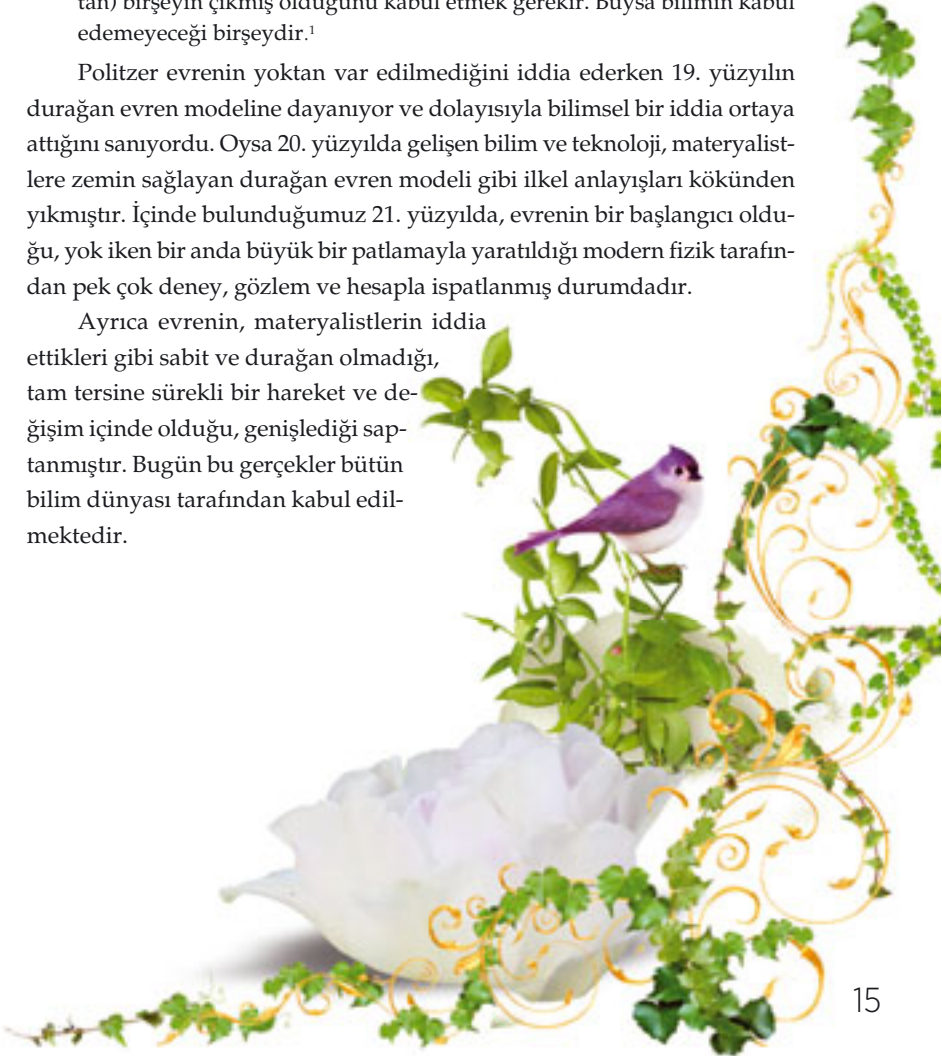 tan) birşeyin çıkmış olduğunu kabul etmek gerekir. Buysa bilimin kabul
edemeyeceği birşeydir.¹
Politzer evrenin yoktan var edilmediğini iddia ederken 19. yüzyılın
durağan evren modeline dayanıyor ve dolayısıyla bilimsel bir iddia ortaya
attığını sanıyordu. Oysa 20. yüzyılda gelişen bilim ve teknoloji, materyalist-
lere zemin sağlayan durağan evren modeli gibi ilkel anlayışları kökünden
yıkmıştır. İçinde bulunduğumuz 21. yüzyılda, evrenin bir başlangıcı oldu-
ğu, yok iken bir anda büyük bir patlamayla yaratıldığı modern fizik tarafın-
dan pek çok deney, gözlem ve hesapla ispatlanmış durumdadır.
Ayrıca evrenin, materyalistlerin iddia
ettikleri gibi sabit ve durağan olmadığı,
tam tersine sürekli bir hareket ve de-
ğişim içinde olduğu, genişlediği sap-
tanmıştır. Bugün bu gerçekler bütün
bilim dünyası tarafından kabul edil-
mektedir.
15